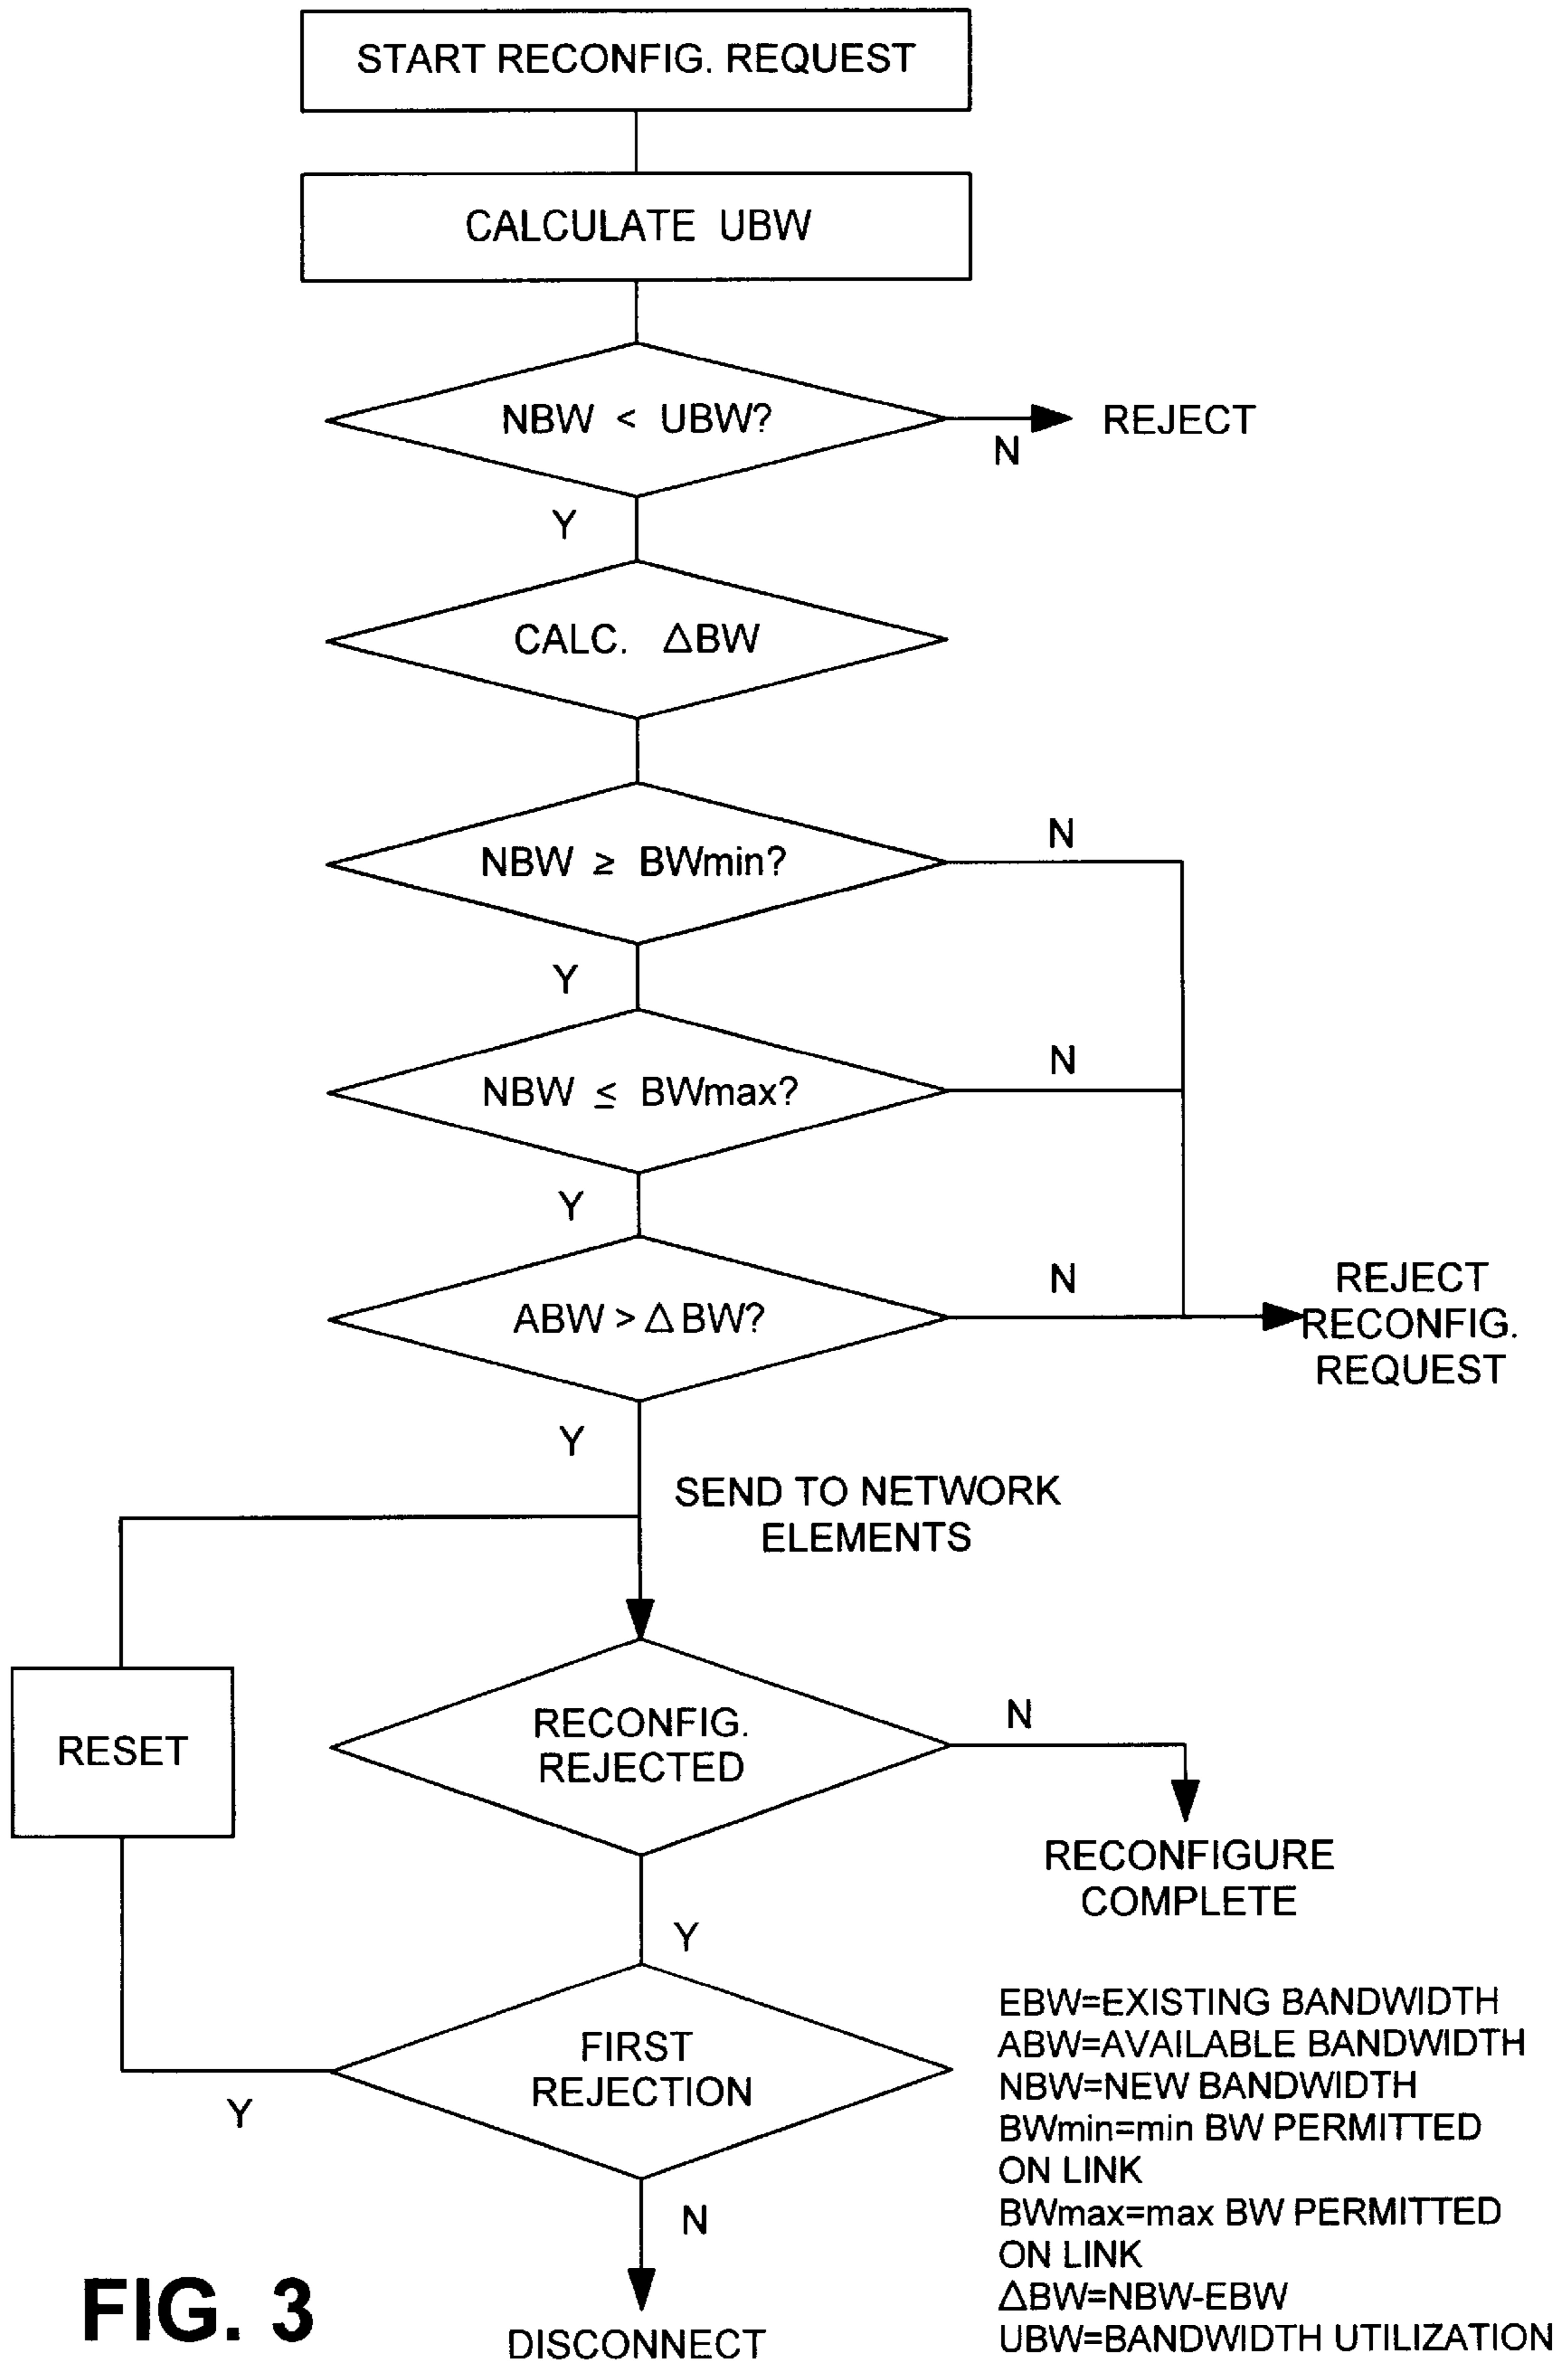 START RECONFIG. REQUEST
CALCULATE UBW
NBW < UBW?
REJECT
N
Y
CALC. △BW
N
NBW ≥ BWmin?
Y
N
NBW ≤ BWmax?
Y
N
ABW > △ BW?
REJECT
RECONFIG.
REQUEST
Y
SEND TO NETWORK
ELEMENTS
RESET
RECONFIG.
REJECTED
N
RECONFIGURE
COMPLETE
Y
FIRST
REJECTION
Y
N
DISCONNECT
EBW=EXISTING BANDWIDTH
ABW=AVAILABLE BANDWIDTH
NBW=NEW BANDWIDTH
BWmin=min BW PERMITTED
ON LINK
BWmax=max BW PERMITTED
ON LINK
△BW=NBW-EBW
UBW=BANDWIDTH UTILIZATION
FIG. 3